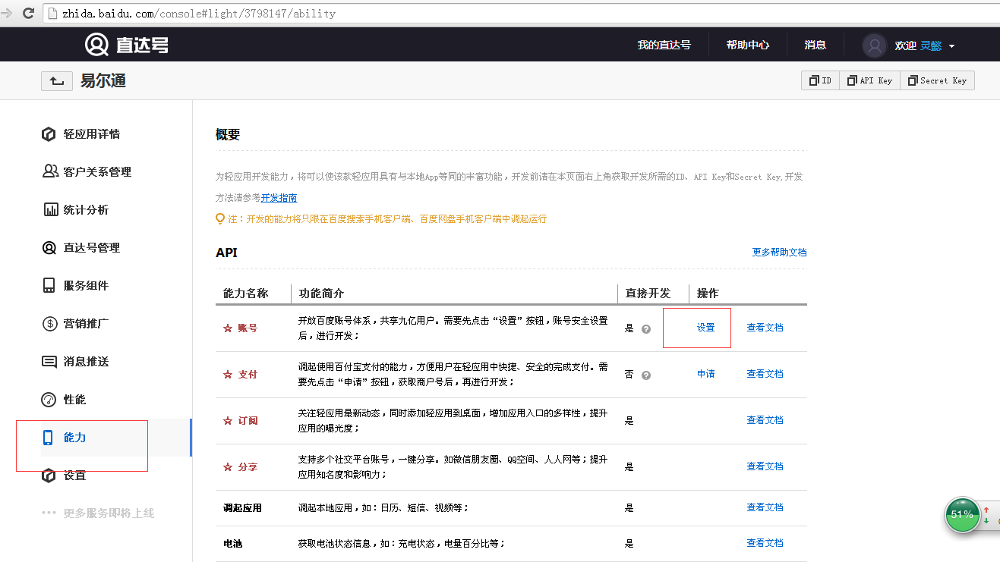 zhida.baidu.com/console#light/3798147/ability
直达号
我的直达号 帮助中心 消息 欢迎 灵懿
易尔通
ID API Key Secret Key
轻应用详情
客户关系管理
统计分析
直达号管理
服务组件
营销推广
消息推送
性能
能力
设置
更多服务即将上线
概要
为轻应用开发能力，将可以使该款轻应用具有与本地App等同的丰富功能，开发前请在本页面右上角获取开发所需的ID、API Key和Secret Key,开发
方法请参考开发指南
注：开发的能力将只限在百度搜索手机客户端、百度网盘手机客户端中调起运行
API 更多帮助文档
能力名称 功能简介 直接开发 操作
☆ 账号 开放百度账号体系，共享九亿用户。需要先点击“设置”按钮，账号安全设置
后，进行开发； 是 ? 设置 查看文档
☆ 支付 调起使用百付宝支付的能力，方便用户在轻应用中快捷、安全的完成支付。需
要先点击“申请”按钮，获取商户号后，再进行开发； 否 ? 申请 查看文档
☆ 订阅 关注轻应用最新动态，同时添加轻应用到桌面，增加应用入口的多样性，提升
应用的曝光度； 是 查看文档
☆ 分享 支持多个社交平台账号，一键分享。如微信朋友圈、QQ空间、人人网等；提升
应用知名度和影响力； 是 查看文档
调起应用 调起本地应用，如：日历、短信、视频等； 是 查看文档
电池 获取电池状态信息，如：充电状态，电量百分比等； 是 查看文档
51%